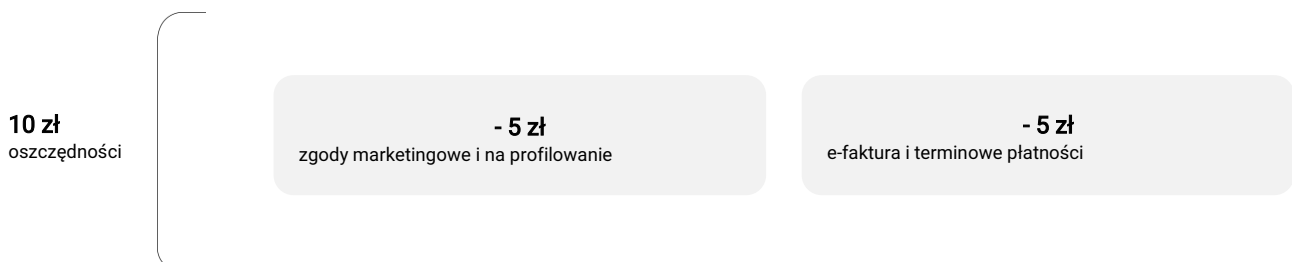 10 zł
oszczędności
- 5 zł
zgody marketingowe i na profilowanie
- 5 zł
e-faktura i terminowe płatności